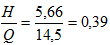 H/Q = 5,66/14,5 = 0,39